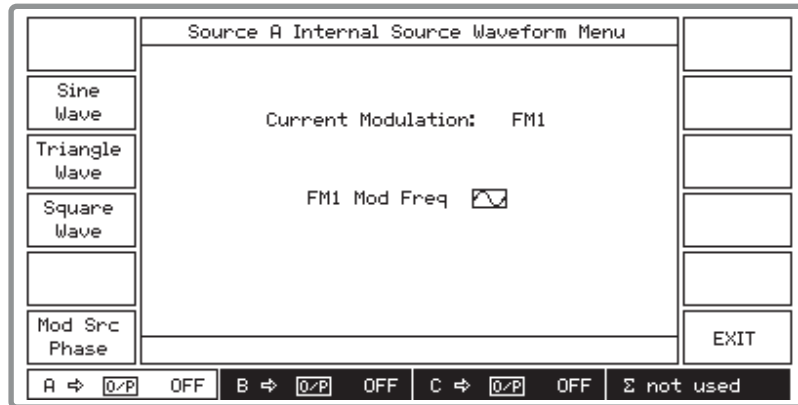 Source A Internal Source Waveform Menu
Sine
Wave
Triangle
Wave
Square
Wave
Mod Src
Phase
Current Modulation: FM1
FM1 Mod Freq
EXIT
A ⇨ O/P OFF
B ⇨ O/P OFF
C ⇨ O/P OFF
Σ not used